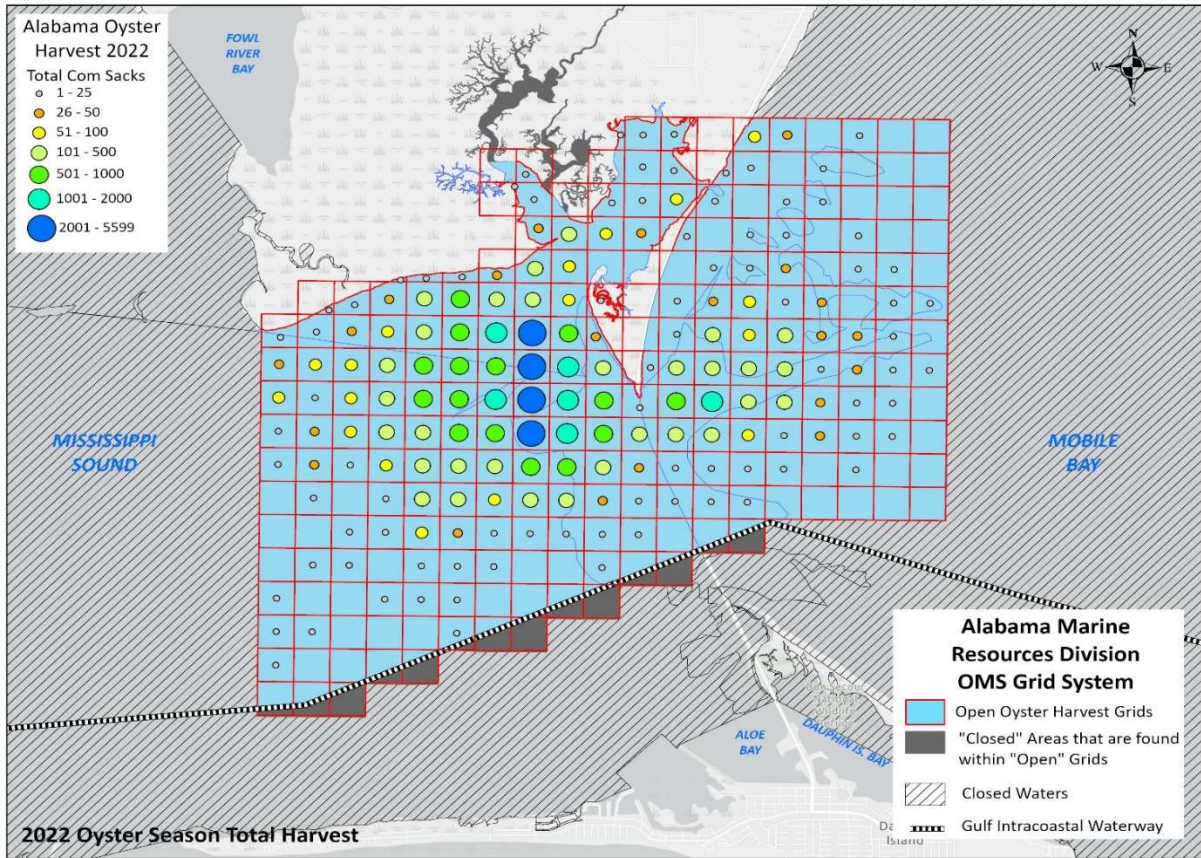 Alabama Oyster
Harvest 2022
Total Com Sacks
1 - 25
26 - 50
51 - 100
101 - 500
501 - 1000
1001 - 2000
2001 - 5599
FOWL
RIVER
BAY
N
W E
S
MISSISSIPPI
SOUND
MOBILE
BAY
Alabama Marine
Resources Division
OMS Grid System
Open Oyster Harvest Grids
"Closed" Areas that are found
within "Open" Grids
Closed Waters
Gulf Intracoastal Waterway
ALOE
BAY
DAUPHIN IS. BAY
Island
2022 Oyster Season Total Harvest